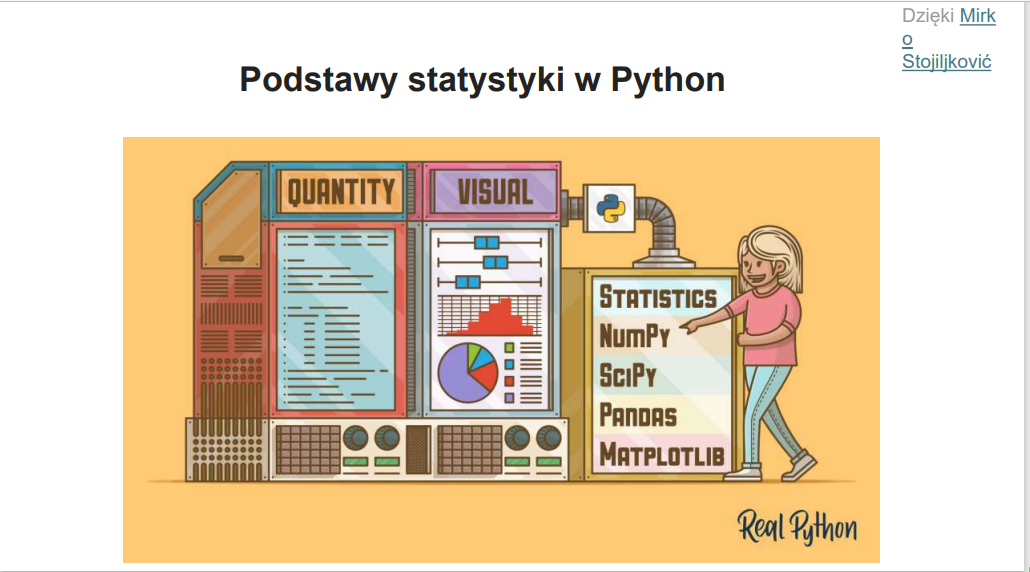 Dzięki Mirk
o
Stojiljković
Podstawy statystyki w Python
QUANTITY
VISUAL
STATISTICS
NUMPY
SCIPY
PANDAS
MATPLOTLIB
Real Python